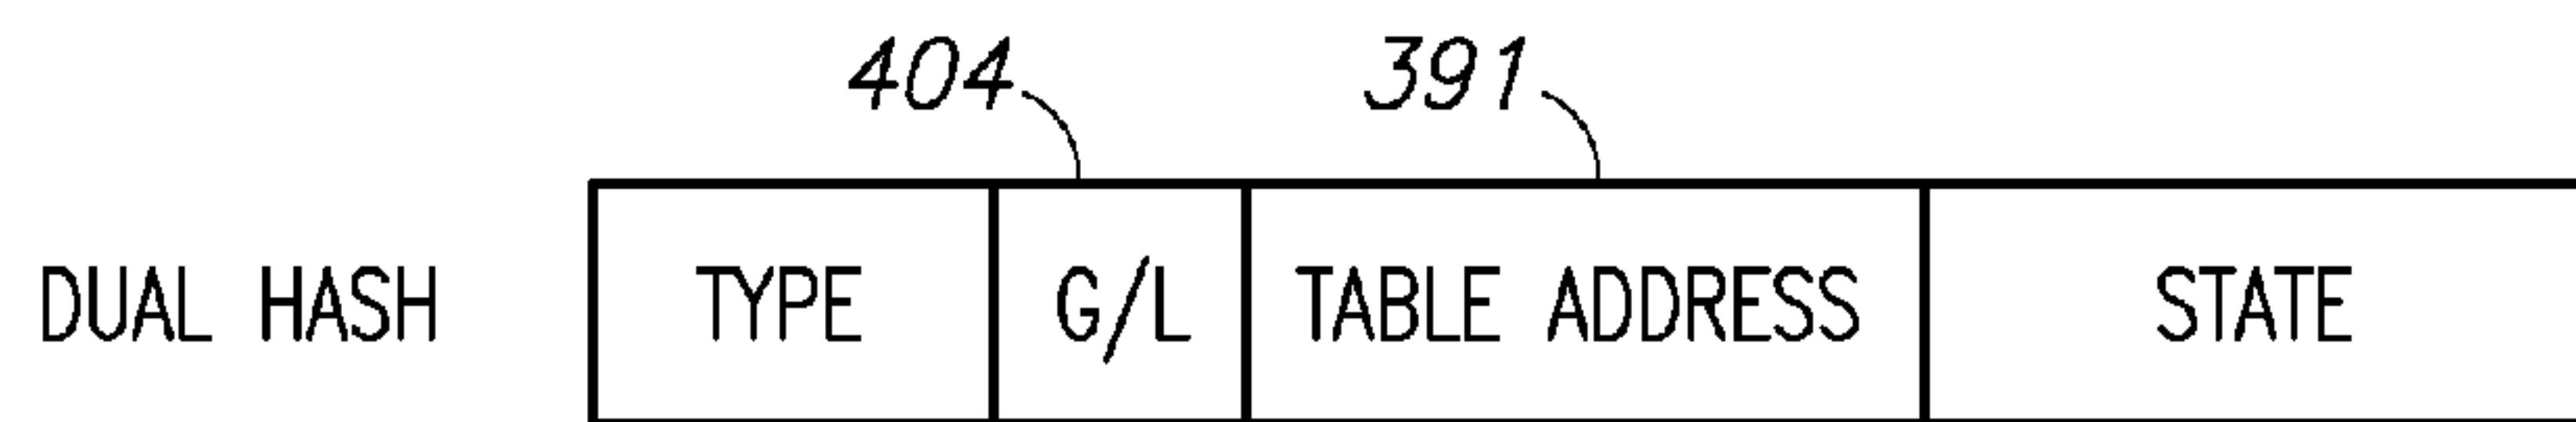 404 391
DUAL HASH TYPE G/L TABLE ADDRESS STATE